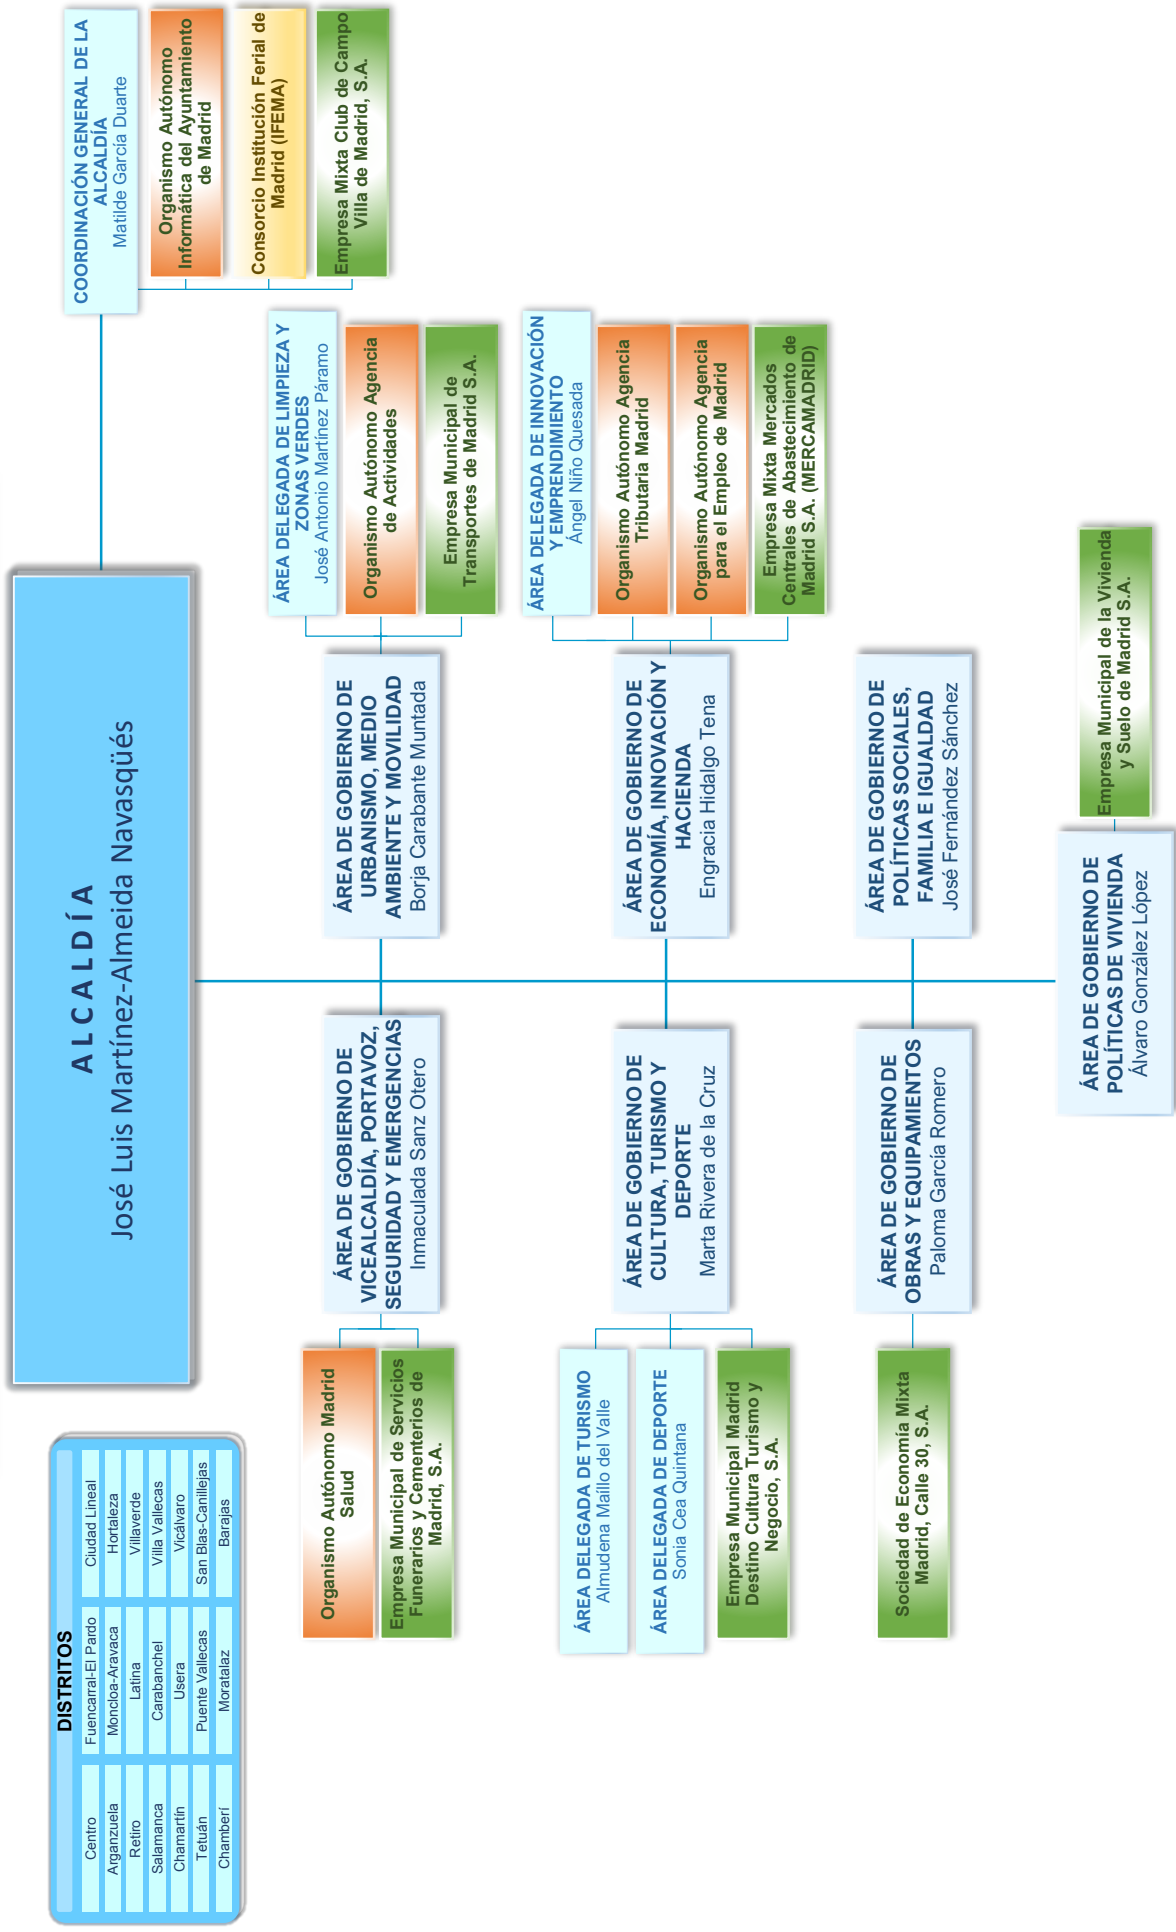 DISTRITOS
Centro
Fuencarral-El Pardo
Ciudad Lineal
Arganzuela
Moncloa-Aravaca
Hortaleza
Retiro
Latina
Villaverde
Salamanca
Carabanchel
Villa Vallecas
Chamartín
Usera
Vicálvaro
Tetuán
Puente Vallecas
San Blas-Canillejas
Chamberí
Moratalaz
Barajas
ALCALDÍA
José Luis Martínez-Almeida Navasqüés
COORDINACIÓN GENERAL DE LA
ALCALDÍA
Matilde García Duarte
Organismo Autónomo
Informática del Ayuntamiento
de Madrid
Consorcio Institución Ferial de
Madrid (IFEMA)
Empresa Mixta Club de Campo
Villa de Madrid, S.A.
ÁREA DE GOBIERNO DE
VICEALCALDÍA, PORTAVOZ,
SEGURIDAD Y EMERGENCIAS
Inmaculada Sanz Otero
Organismo Autónomo Madrid
Salud
Empresa Municipal de Servicios
Funerarios y Cementerios de
Madrid, S.A.
ÁREA DE GOBIERNO DE
URBANISMO, MEDIO
AMBIENTE Y MOVILIDAD
Borja Carabante Muntada
ÁREA DELEGADA DE LIMPIEZA Y
ZONAS VERDES
José Antonio Martínez Páramo
Organismo Autónomo Agencia
de Actividades
Empresa Municipal de
Transportes de Madrid S.A.
ÁREA DE GOBIERNO DE
CULTURA, TURISMO Y
DEPORTE
Marta Rivera de la Cruz
ÁREA DELEGADA DE TURISMO
Almudena Maíllo del Valle
ÁREA DELEGADA DE DEPORTE
Sonia Cea Quintana
Empresa Municipal Madrid
Destino Cultura Turismo y
Negocio, S.A.
ÁREA DE GOBIERNO DE
ECONOMÍA, INNOVACIÓN Y
HACIENDA
Engracia Hidalgo Tena
ÁREA DELEGADA DE INNOVACIÓN
Y EMPRENDIMIENTO
Ángel Niño Quesada
Organismo Autónomo Agencia
Tributaria Madrid
Organismo Autónomo Agencia
para el Empleo de Madrid
Empresa Mixta Mercados
Centrales de Abastecimiento de
Madrid S.A. (MERCAMADRID)
ÁREA DE GOBIERNO DE
OBRAS Y EQUIPAMIENTOS
Paloma García Romero
Sociedad de Economía Mixta
Madrid, Calle 30, S.A.
ÁREA DE GOBIERNO DE
POLÍTICAS SOCIALES,
FAMILIA E IGUALDAD
José Fernández Sánchez
ÁREA DE GOBIERNO DE
POLÍTICAS DE VIVIENDA
Álvaro González López
Empresa Municipal de la Vivienda
y Suelo de Madrid S.A.